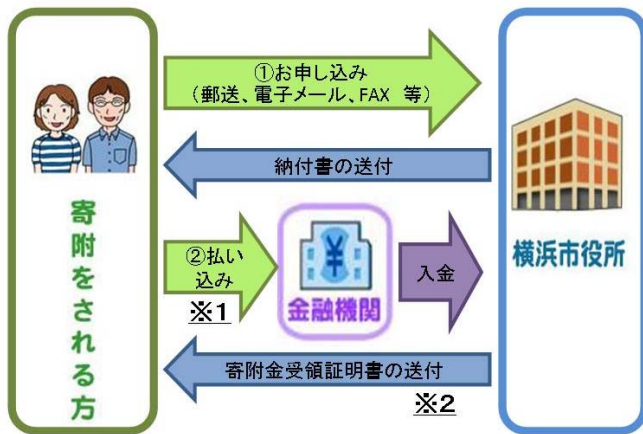 ①お申し込み
（郵送、電子メール、FAX 等）
納付書の送付
寄附をされる方
②払い
込み
※1
金融機関
入金
横浜市役所
寄附金受領証明書の送付
※2